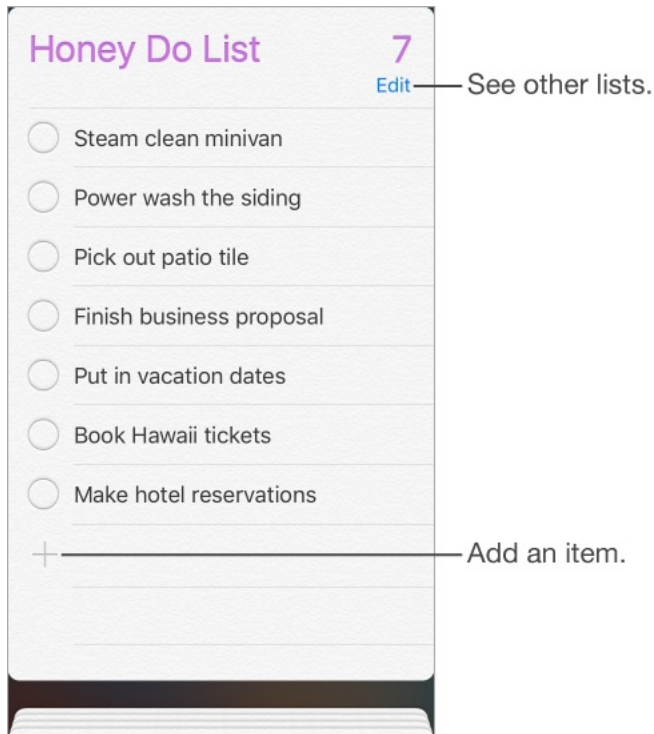 Honey Do List 7
Edit See other lists.
Steam clean minivan
Power wash the siding
Pick out patio tile
Finish business proposal
Put in vacation dates
Book Hawaii tickets
Make hotel reservations
Add an item.